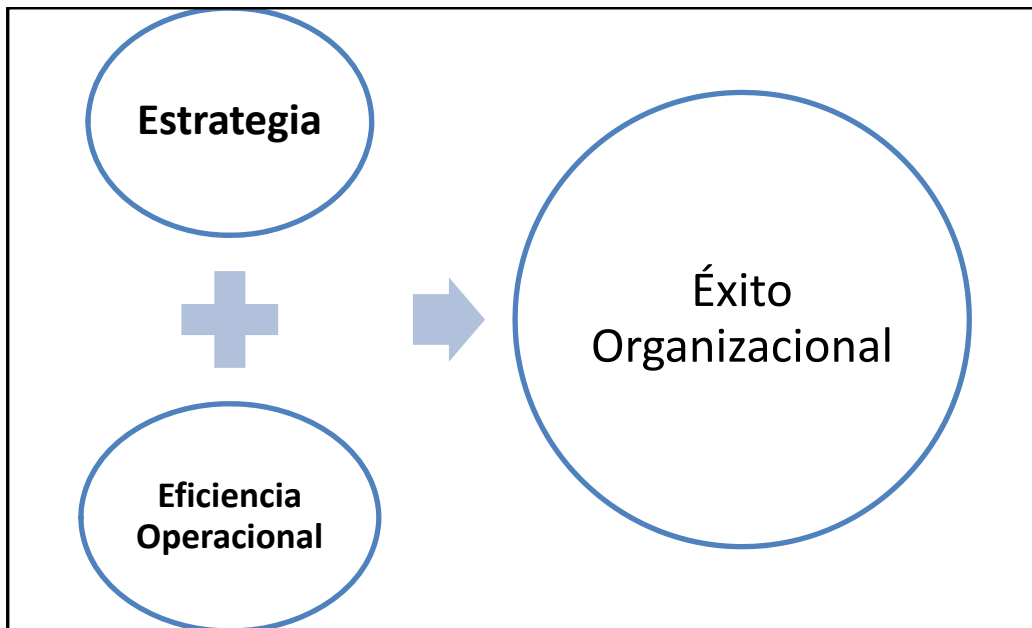 Estrategia
Eficiencia
Operacional
Éxito
Organizacional